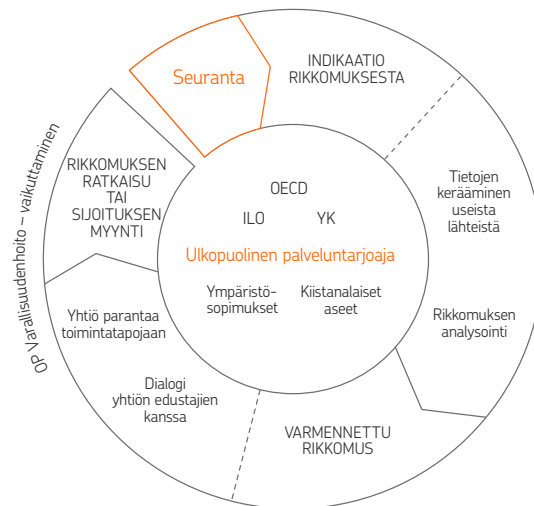 Seuranta
INDIKAATIO
RIKKOMUKSESTA
Tietojen
kerääminen
useista
lähteistä
Rikkomuksen
analysointi
VARMENNETTU
RIKKOMUS
Dialogi
yhtiön edustajien
kanssa
Yhtiö parantaa
toimintatapojaan
RIKKOMUKSEN
RATKAISU
TAI
SIJOITUKSEN
MYYNTI
OP Varallisuudenhoito – vaikuttaminen
OECD
ILO YK
Ulkopuolinen palveluntarjoaja
Ympäristö-
sopimukset
Kiistanalaiset
aseet